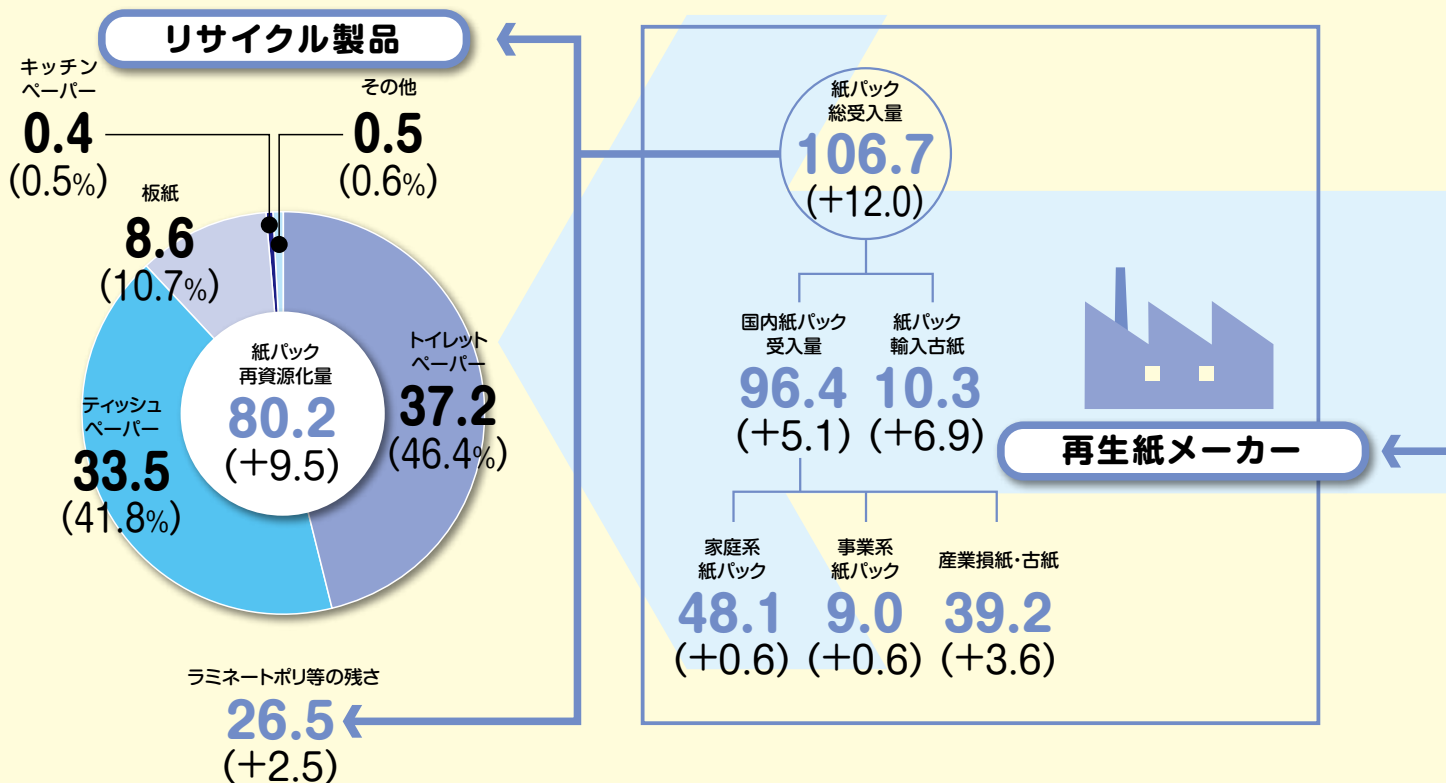 リサイクル製品
キッチン
ペーパー
0.4
(0.5%)
その他
0.5
(0.6%)
板紙
8.6
(10.7%)
ティッシュ
ペーパー
33.5
(41.8%)
紙パック
再資源化量
80.2
(+9.5)
トイレット
ペーパー
37.2
(46.4%)
ラミネートポリ等の残さ
26.5
(+2.5)
紙パック
総受入量
106.7
(+12.0)
国内紙パック
受入量
96.4
(+5.1)
紙パック
輸入古紙
10.3
(+6.9)
再生紙メーカー
家庭系
紙パック
48.1
(+0.6)
事業系
紙パック
9.0
(+0.6)
産業損紙・古紙
39.2
(+3.6)